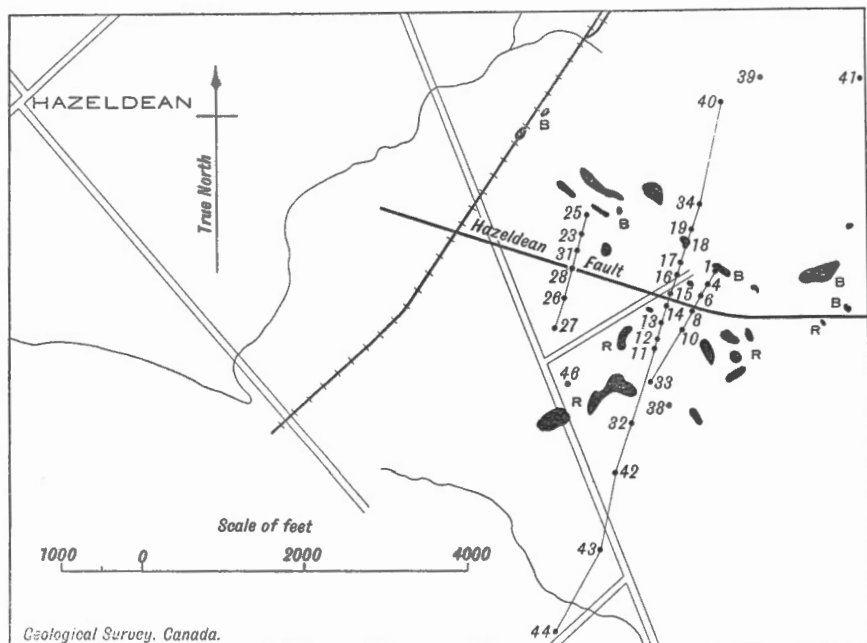 HAZELDEAN
True North
39
41
40
B
34
25
B
19
23
18
31
17
1
Hazeldean Fault
28
16
4
B
15
6
B
26
14
8
27
13
R
12
10
R
11
46
33
R
38
32
42
Scale of feet
1000 0 2000 4000
43
44
Geological Survey, Canada.